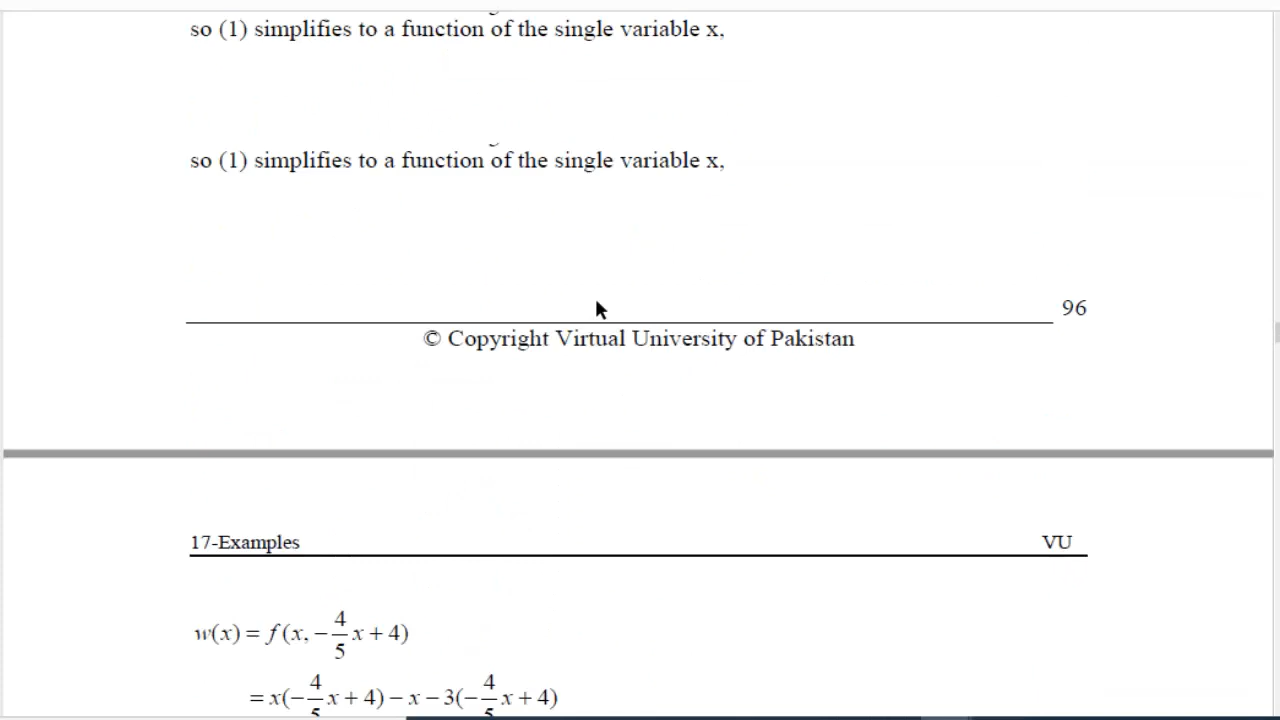 so (1) simplifies to a function of the single variable x,
so (1) simplifies to a function of the single variable x,
96
© Copyright Virtual University of Pakistan
17-Examples VU
w(x) = f(x, −4/5 x + 4)
= x(−4/5 x + 4) − x − 3(−4/5 x + 4)